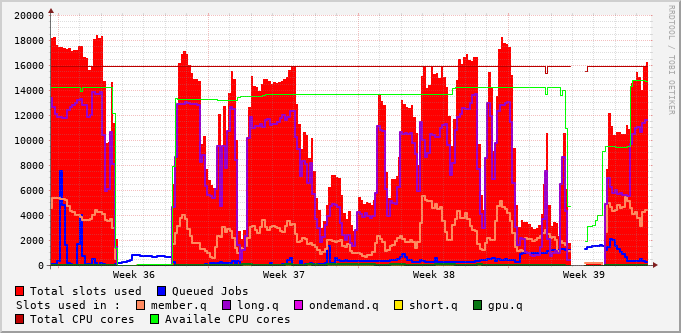 20000
18000
16000
14000
12000
10000
8000
6000
4000
2000
0
Week 36 Week 37 Week 38 Week 39
RRDTOOL / TOBI OETIKER
Total slots used Queued Jobs
Slots used in : member.q long.q ondemand.q short.q gpu.q
Total CPU cores Availale CPU cores